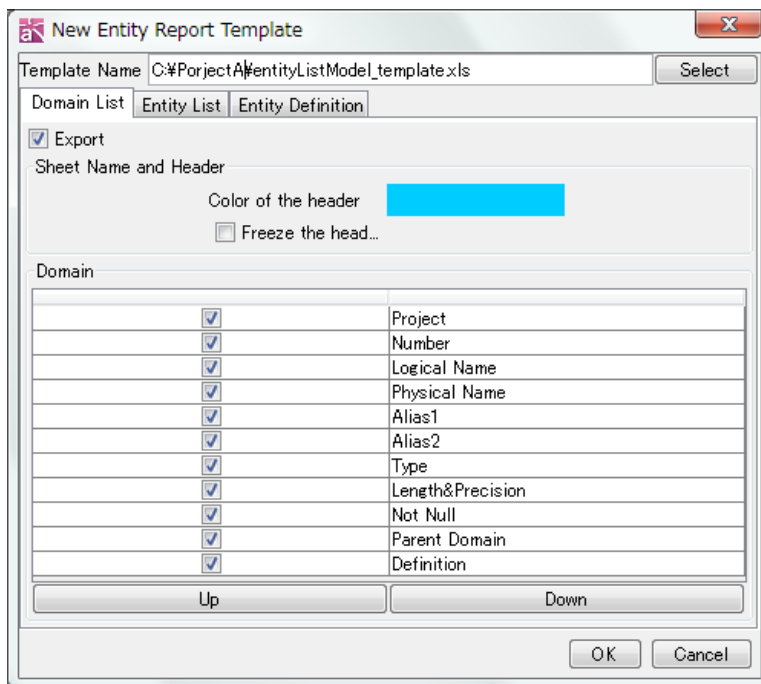 New Entity Report Template
Template Name C:¥PorjectA¥entityListModel_template.xls Select
Domain List Entity List Entity Definition
Export
Sheet Name and Header
Color of the header
Freeze the head...
Domain
Project
Number
Logical Name
Physical Name
Alias1
Alias2
Type
Length&Precision
Not Null
Parent Domain
Definition
Up Down
OK Cancel